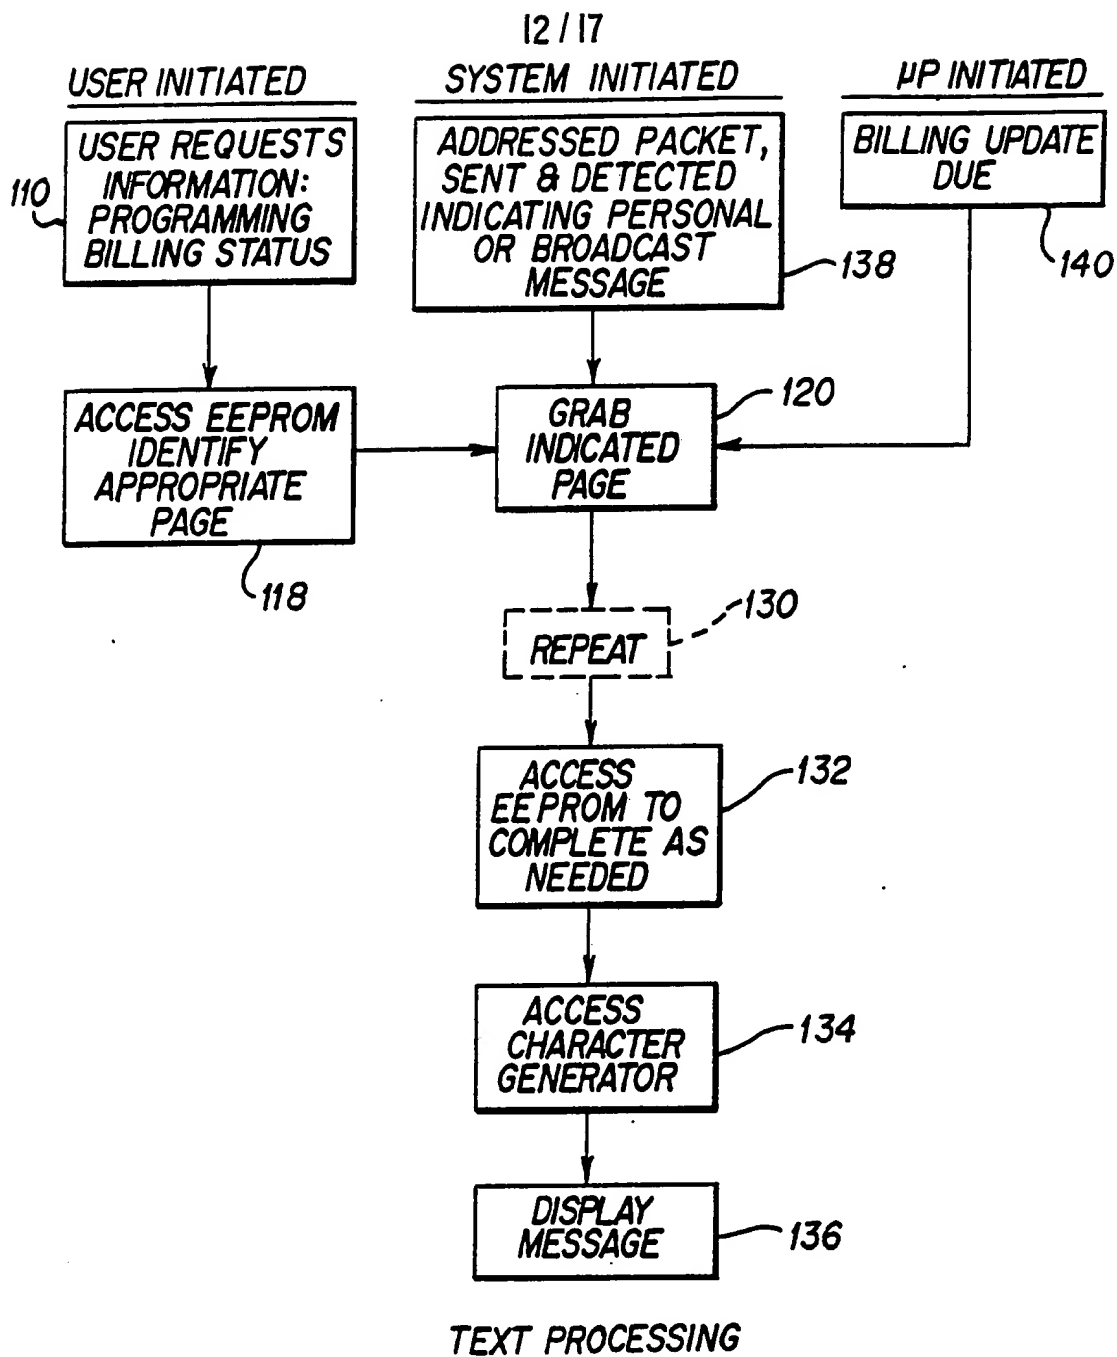 12/17
USER INITIATED
SYSTEM INITIATED
µP INITIATED
USER REQUESTS
INFORMATION:
PROGRAMMING
BILLING STATUS
110
ADDRESSED PACKET,
SENT & DETECTED
INDICATING PERSONAL
OR BROADCAST
MESSAGE
138
BILLING UPDATE
DUE
140
ACCESS EEPROM
IDENTIFY
APPROPRIATE
PAGE
118
GRAB
INDICATED
PAGE
120
REPEAT
130
ACCESS
EEPROM TO
COMPLETE AS
NEEDED
132
ACCESS
CHARACTER
GENERATOR
134
DISPLAY
MESSAGE
136
TEXT PROCESSING